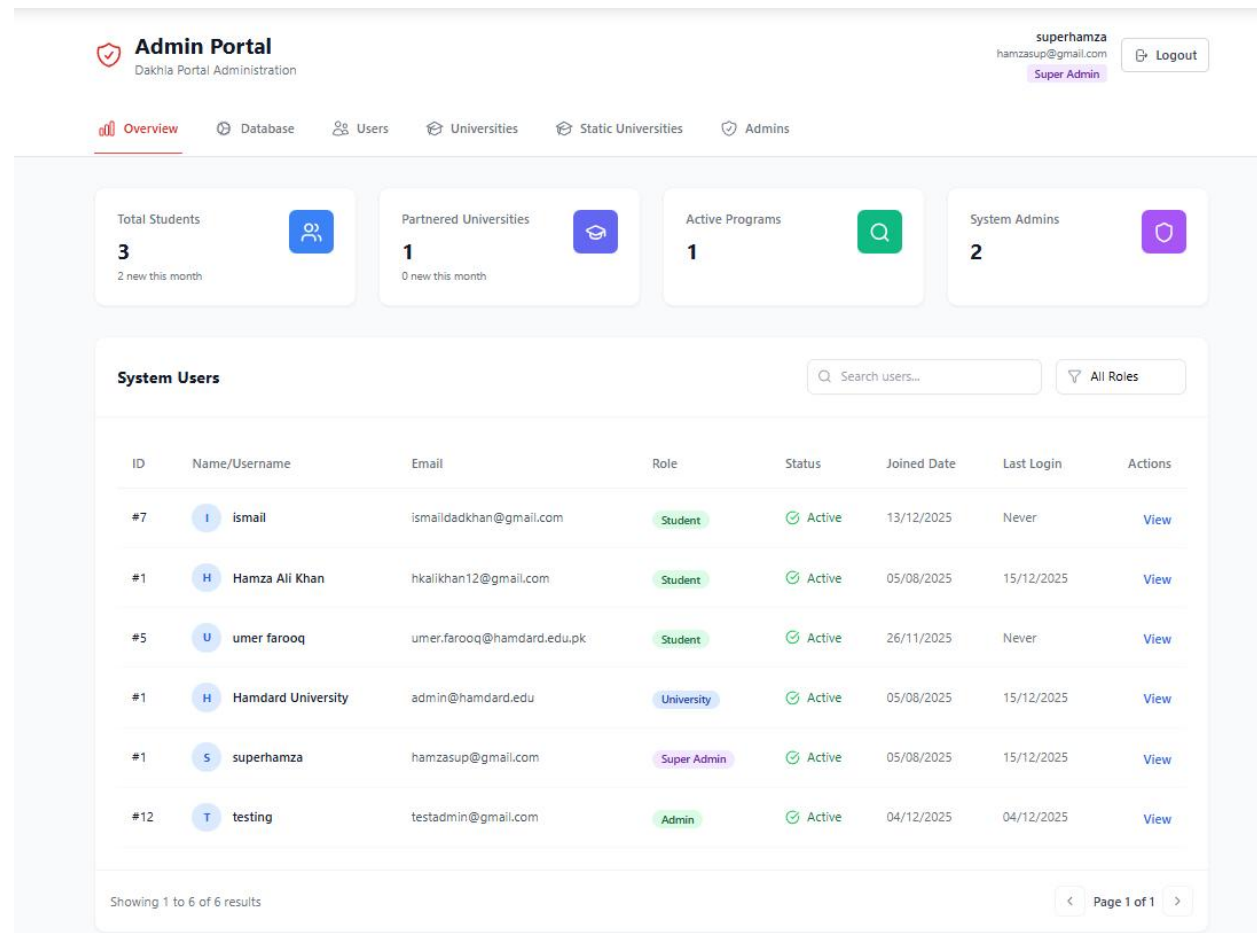 Admin Portal
Dakhla Portal Administration
superhamza
hamzasup@gmail.com
Super Admin
Logout
Overview Database Users Universities Static Universities Admins
Total Students
3
2 new this month
Partnered Universities
1
0 new this month
Active Programs
1
System Admins
2
System Users
Search users...
All Roles
ID Name/Username Email Role Status Joined Date Last Login Actions
#7 I ismail ismaildadkhan@gmail.com Student Active 13/12/2025 Never View
#1 H Hamza Ali Khan hkalikhan12@gmail.com Student Active 05/08/2025 15/12/2025 View
#5 U umer farooq umer.farooq@hamdard.edu.pk Student Active 26/11/2025 Never View
#1 H Hamdard University admin@hamdard.edu University Active 05/08/2025 15/12/2025 View
#1 S superhamza hamzasup@gmail.com Super Admin Active 05/08/2025 15/12/2025 View
#12 T testing testadmin@gmail.com Admin Active 04/12/2025 04/12/2025 View
Showing 1 to 6 of 6 results
Page 1 of 1